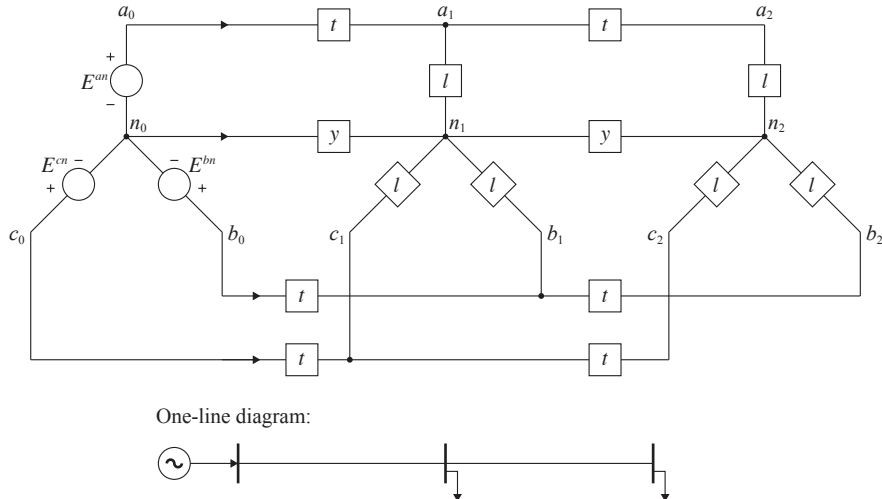 a₀ a₁ a₂
t t
+
Eᵃⁿ l l
−
n₀ n₁ n₂
y y
Eᶜⁿ − − Eᵇⁿ
+ + l l l l
c₀ b₀ c₁ b₁ c₂ b₂
t t
t t
One-line diagram: